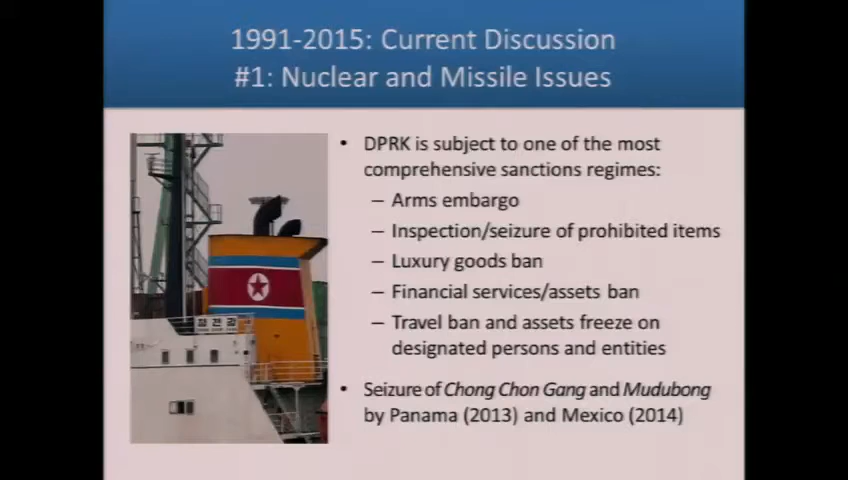 1991-2015: Current Discussion
#1: Nuclear and Missile Issues
• DPRK is subject to one of the most
comprehensive sanctions regimes:
– Arms embargo
– Inspection/seizure of prohibited items
– Luxury goods ban
– Financial services/assets ban
– Travel ban and assets freeze on
designated persons and entities
• Seizure of Chong Chon Gang and Mudubong
by Panama (2013) and Mexico (2014)